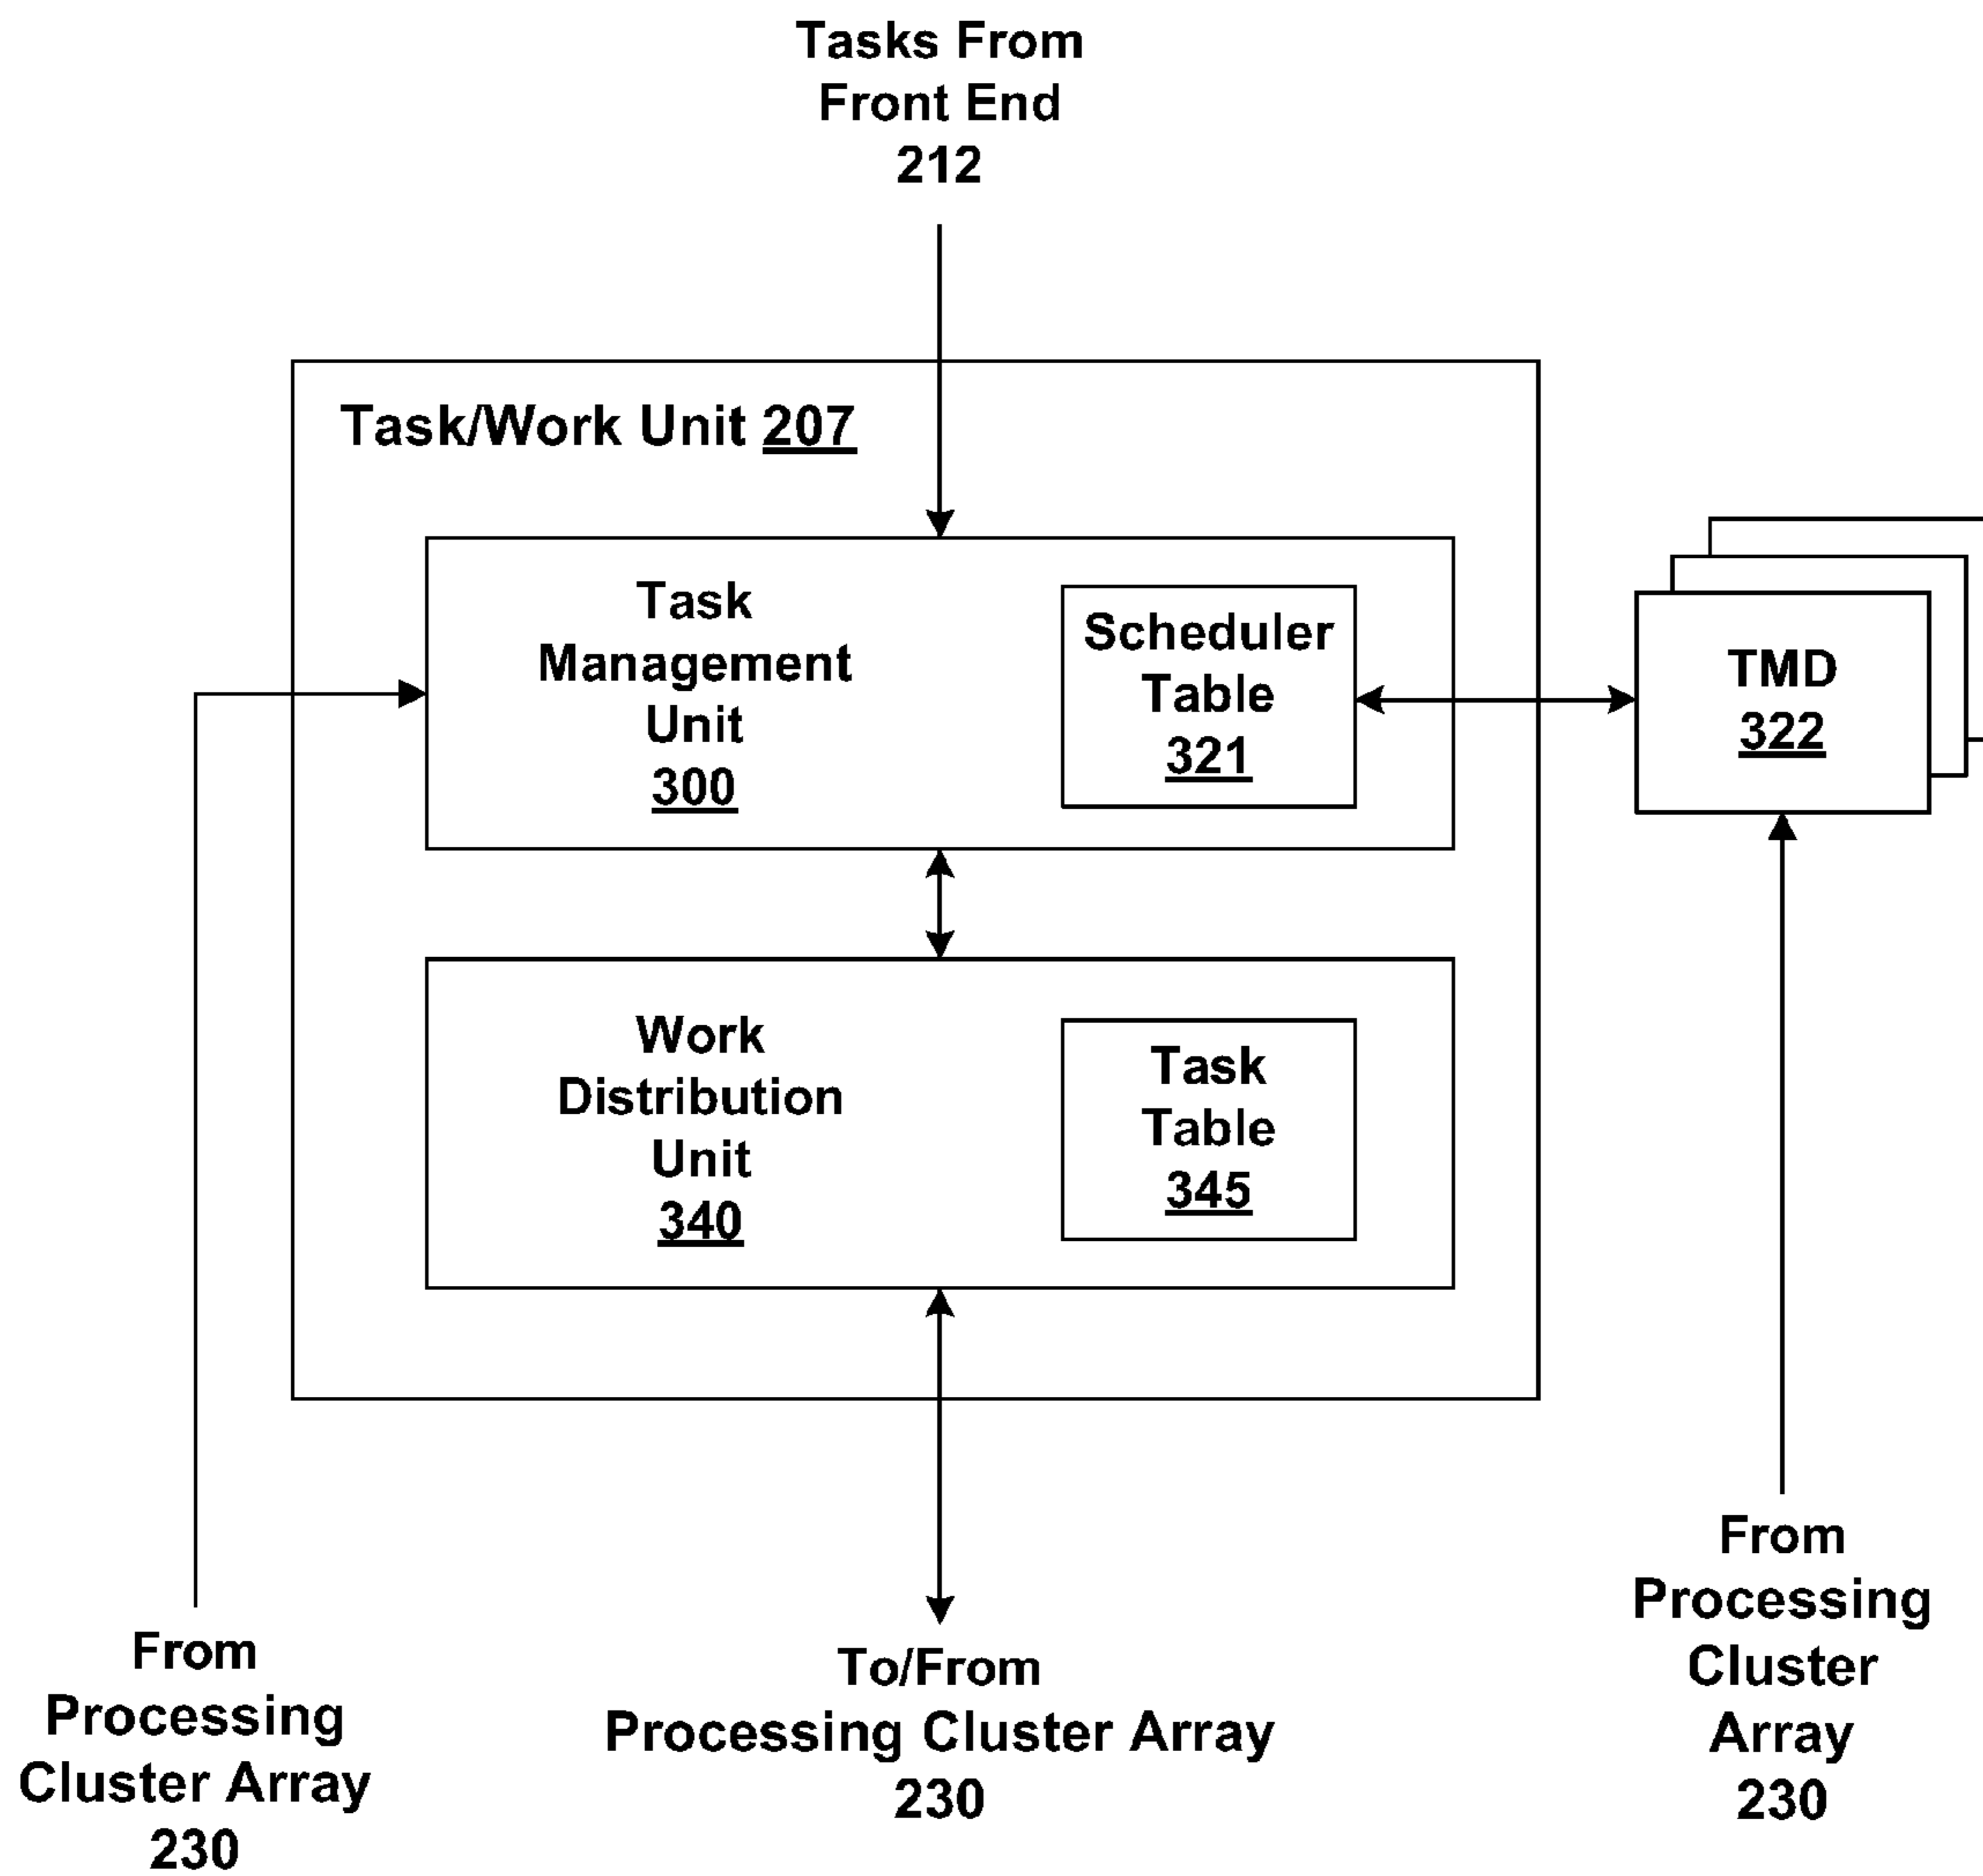 Tasks From
Front End
212
Task/Work Unit 207
Task
Management
Unit
300
Scheduler
Table
321
TMD
322
Work
Distribution
Unit
340
Task
Table
345
From
Processing
Cluster Array
230
To/From
Processing Cluster Array
230
From
Processing
Cluster
Array
230